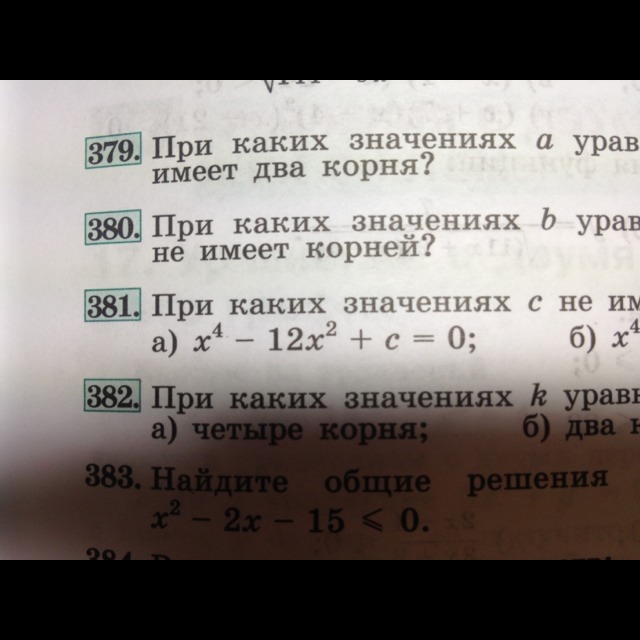 379. При каких значениях a урав
имеет два корня?
380. При каких значениях b урав
не имеет корней?
381. При каких значениях c не им
а) x⁴ − 12x² + c = 0; б) x⁴
382. При каких значениях k урав
а) четыре корня; б) два
383. Найдите общие решения
x² − 2x − 15 ⩽ 0.